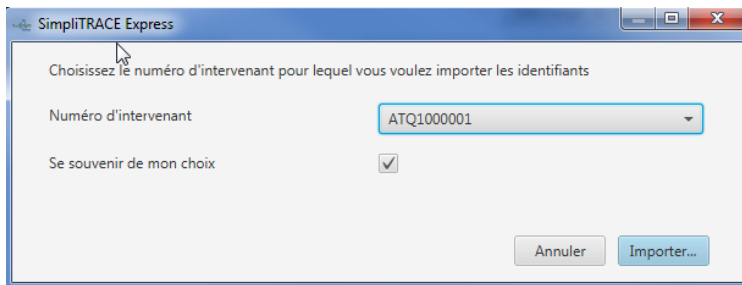 SimpliTRACE Express
Choisissez le numéro d'intervenant pour lequel vous voulez importer les identifiants
Numéro d'intervenant
ATQ1000001
Se souvenir de mon choix
Annuler
Importer...